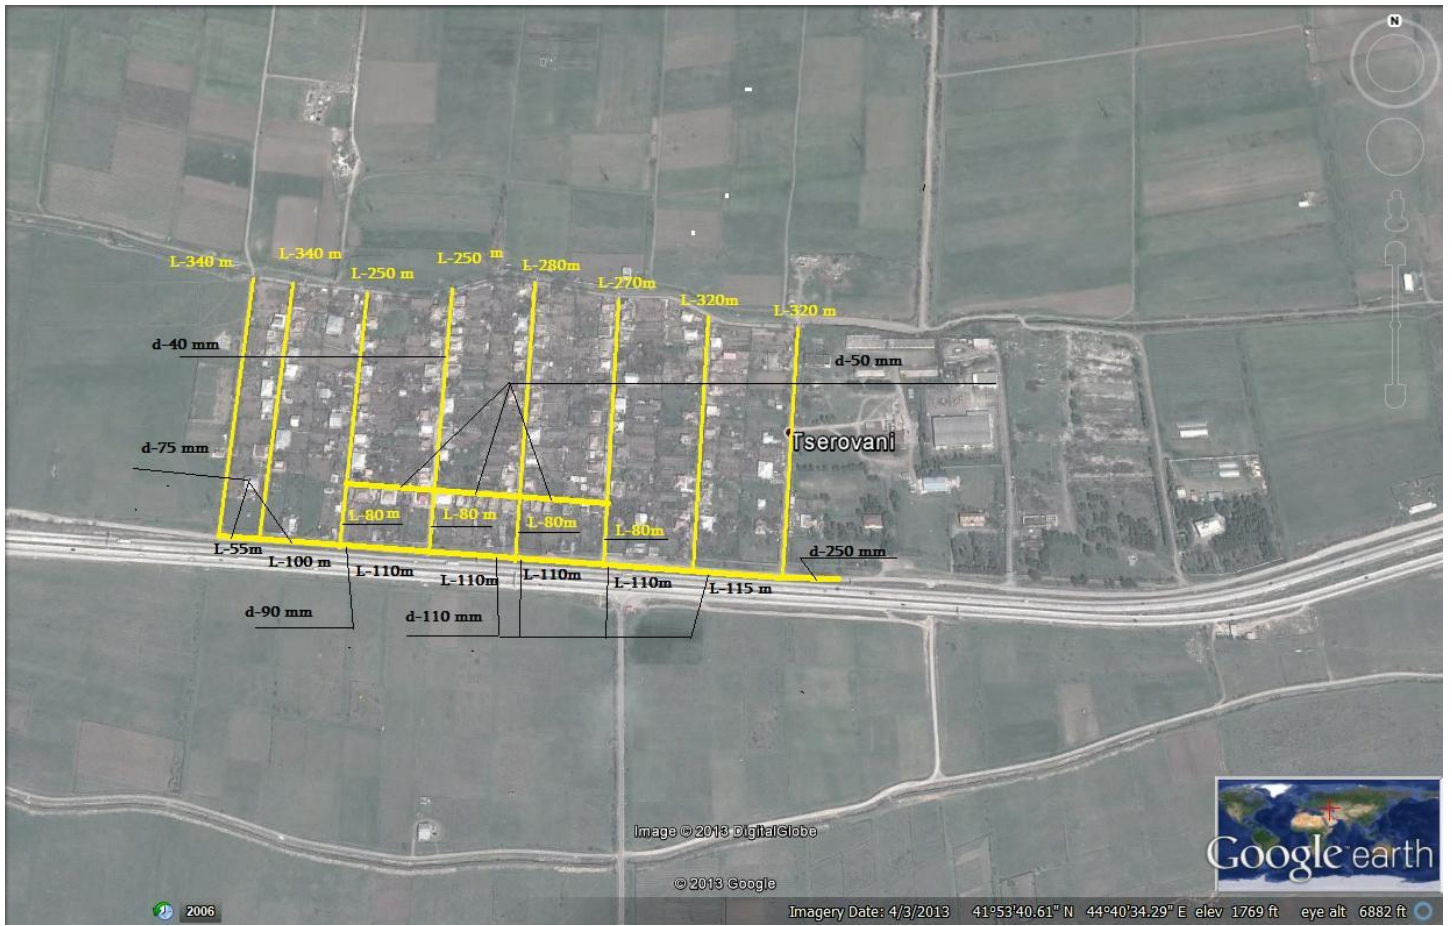 N
L-340 m
L-340 m
L-250 m
L-250 m
L-280m
L-270m
L-320m
L-320 m
d-40 mm
d-50 mm
Tserovani
d-75 mm
L-80 m
L-80 m
L-80m
L-80m
L-55m
L-100 m
L-110m
L-110m
L-110m
L-110m
L-115 m
d-250 mm
d-90 mm
d-110 mm
Image © 2013 DigitalGlobe
© 2013 Google
Google earth
2006
Imagery Date: 4/3/2013 41°53'40.61" N 44°40'34.29" E elev 1769 ft eye alt 6882 ft